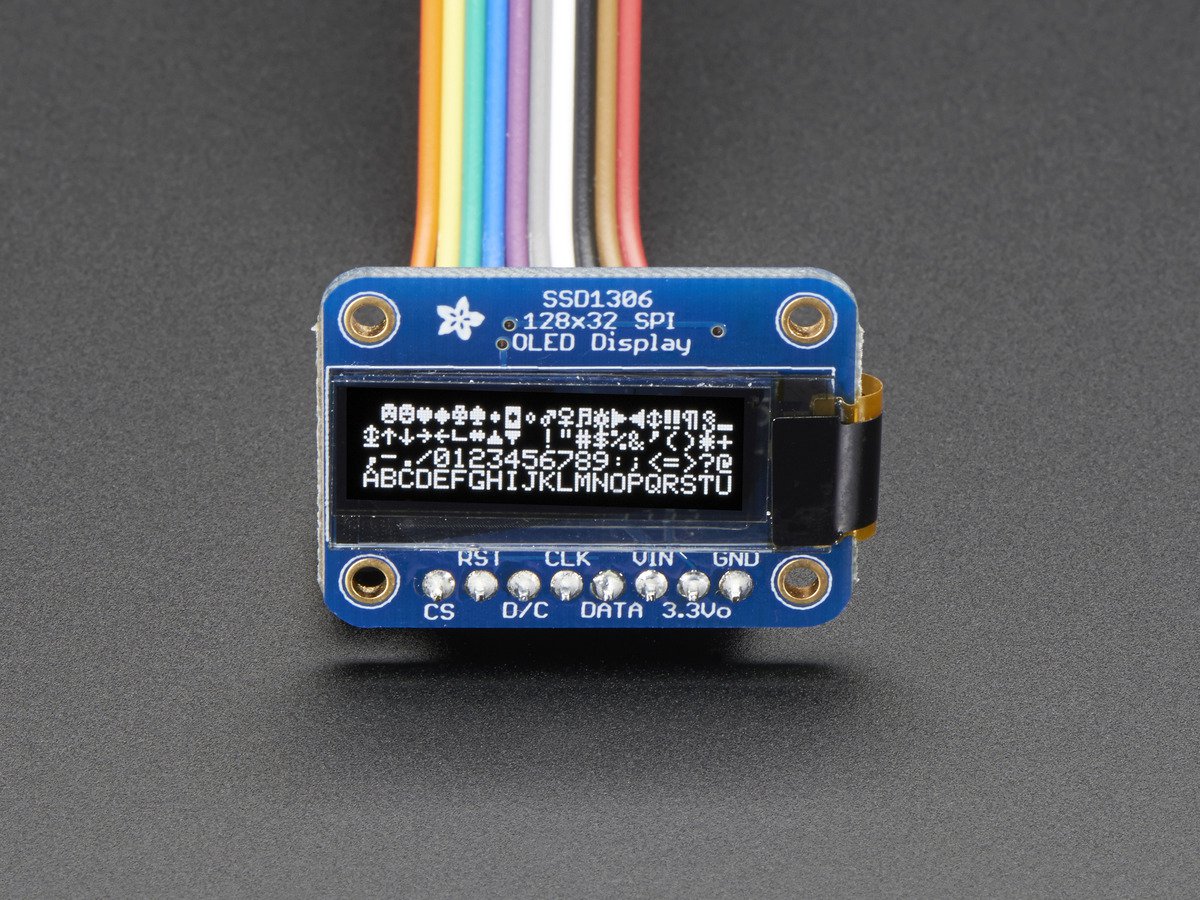 SSD1306
128x32 SPI
OLED Display
☺☻♥♦♣♠•◘○♂♀♫☼►◄↕‼¶§▬
↨↑↓→←∟↔▲▼ !"#$%&'()*+
,-./0123456789:;<=>?@
ABCDEFGHIJKLMNOPQRSTU
RST CLK VIN GND
CS D/C DATA 3.3Vo